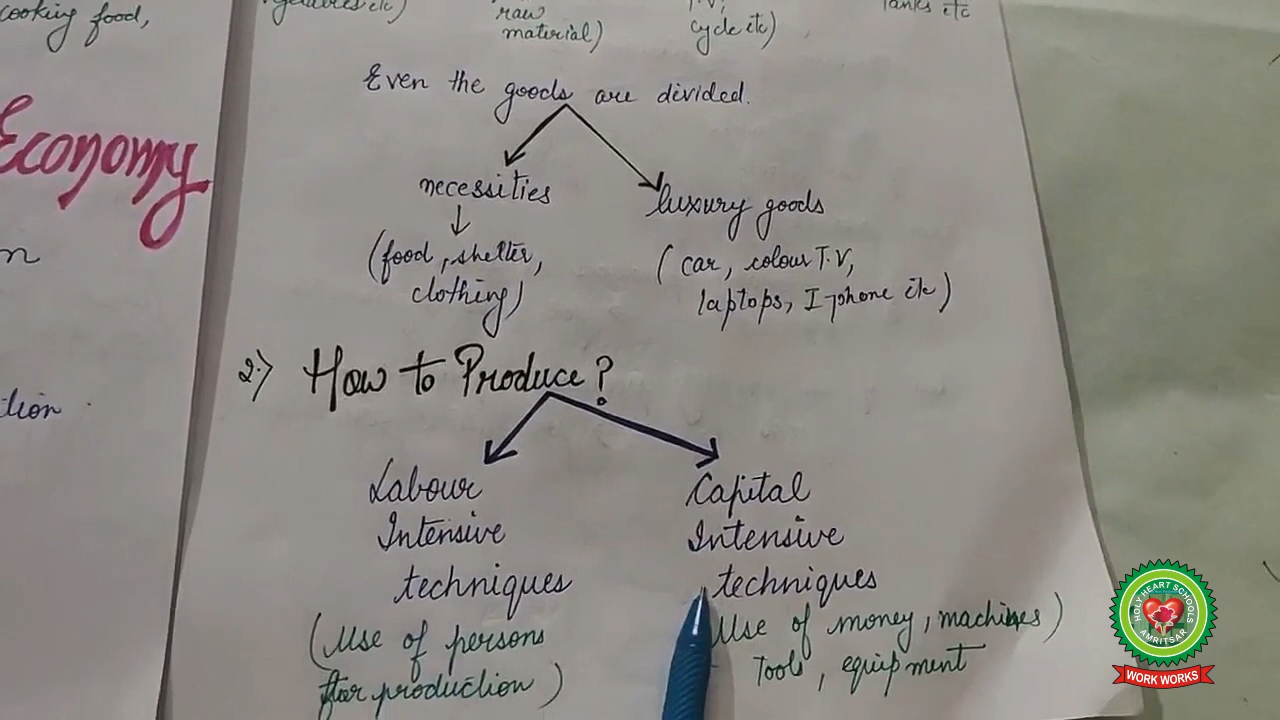 cooking food,
Economy
raw
material)
T.V,
cycle etc)
Tanks etc
Even the goods are divided.
necessities
luxury goods
(food, shelter,
clothing)
( car, colour T.V,
laptops, I-phone etc )
2.) How to Produce?
Labour
Intensive
techniques
Capital
Intensive
techniques
(Use of persons
for production )
Use of money, machines )
Tools, equipment
HOLY HEART SCHOOLS
AMRITSAR
WORK WORKS